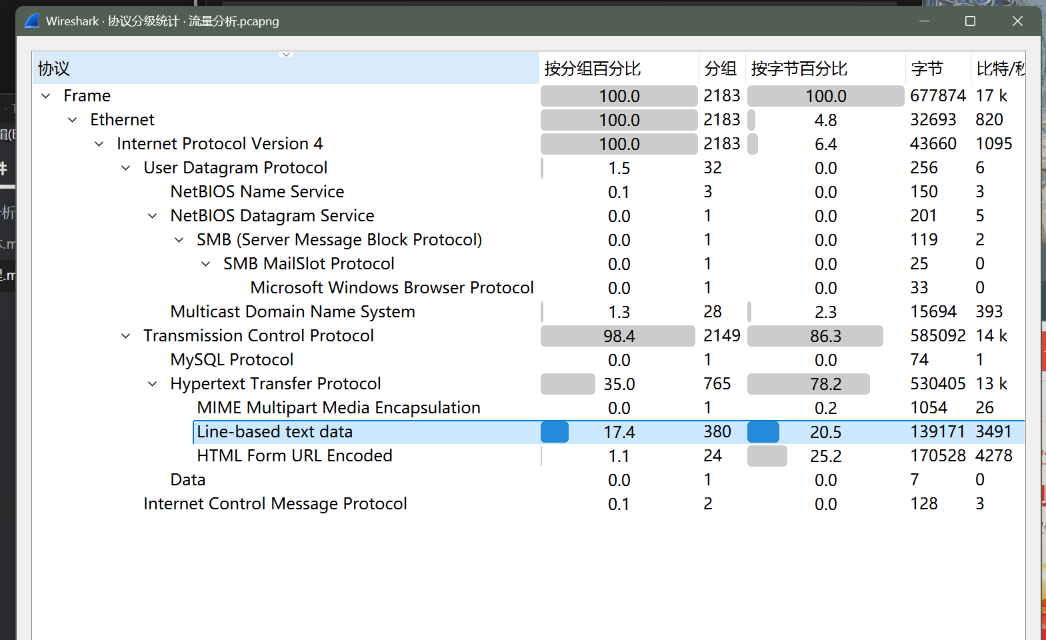 Wireshark · 协议分级统计 · 流量分析.pcapng
协议 按分组百分比 分组 按字节百分比 字节 比特/秒
Frame 100.0 2183 100.0 677874 17 k
Ethernet 100.0 2183 4.8 32693 820
Internet Protocol Version 4 100.0 2183 6.4 43660 1095
User Datagram Protocol 1.5 32 0.0 256 6
NetBIOS Name Service 0.1 3 0.0 150 3
NetBIOS Datagram Service 0.0 1 0.0 201 5
SMB (Server Message Block Protocol) 0.0 1 0.0 119 2
SMB MailSlot Protocol 0.0 1 0.0 25 0
Microsoft Windows Browser Protocol 0.0 1 0.0 33 0
Multicast Domain Name System 1.3 28 2.3 15694 393
Transmission Control Protocol 98.4 2149 86.3 585092 14 k
MySQL Protocol 0.0 1 0.0 74 1
Hypertext Transfer Protocol 35.0 765 78.2 530405 13 k
MIME Multipart Media Encapsulation 0.0 1 0.2 1054 26
Line-based text data 17.4 380 20.5 139171 3491
HTML Form URL Encoded 1.1 24 25.2 170528 4278
Data 0.0 1 0.0 7 0
Internet Control Message Protocol 0.1 2 0.0 128 3